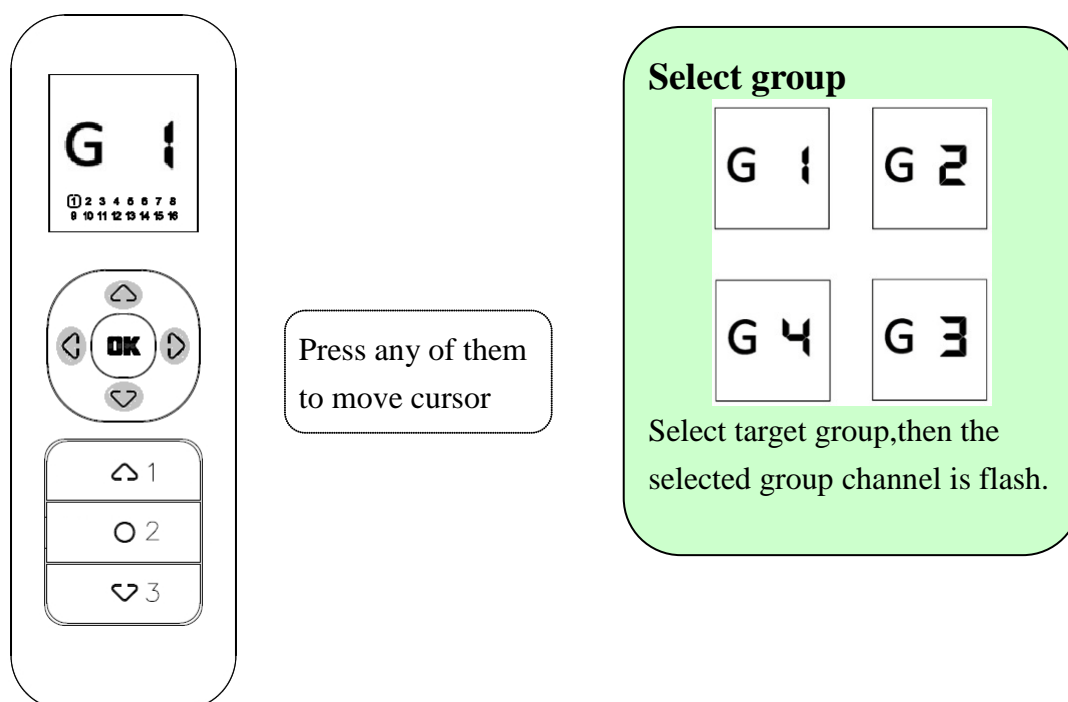 G 1
1 2 3 4 5 6 7 8
9 10 11 12 13 14 15 16
OK
1
2
3
Press any of them
to move cursor
Select group
G 1
G 2
G 4
G 3
Select target group,then the
selected group channel is flash.